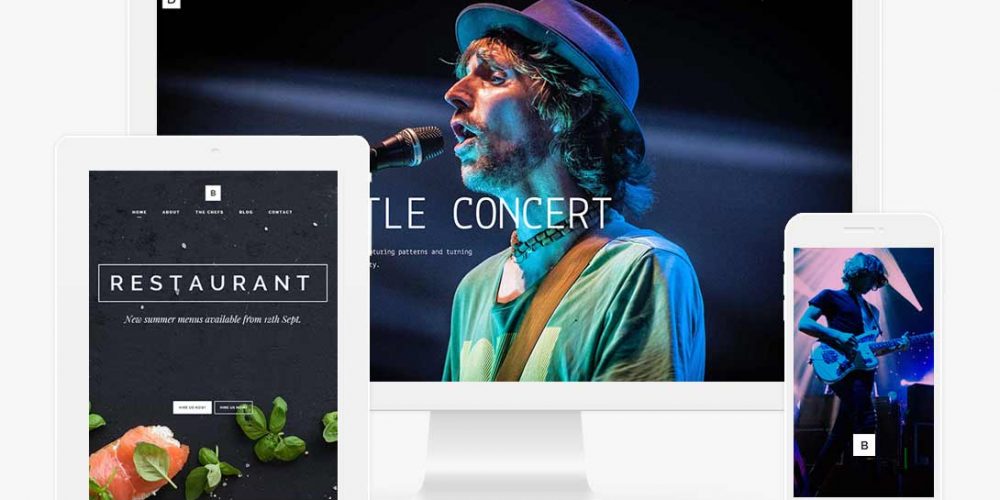 B
TLE CONCERT
turing patterns and turning
ty.
B
HOME ABOUT THE CHEFS BLOG CONTACT
RESTAURANT
New summer menus available from 12th Sept.
HIRE US NOW! HIRE US NOW!
B